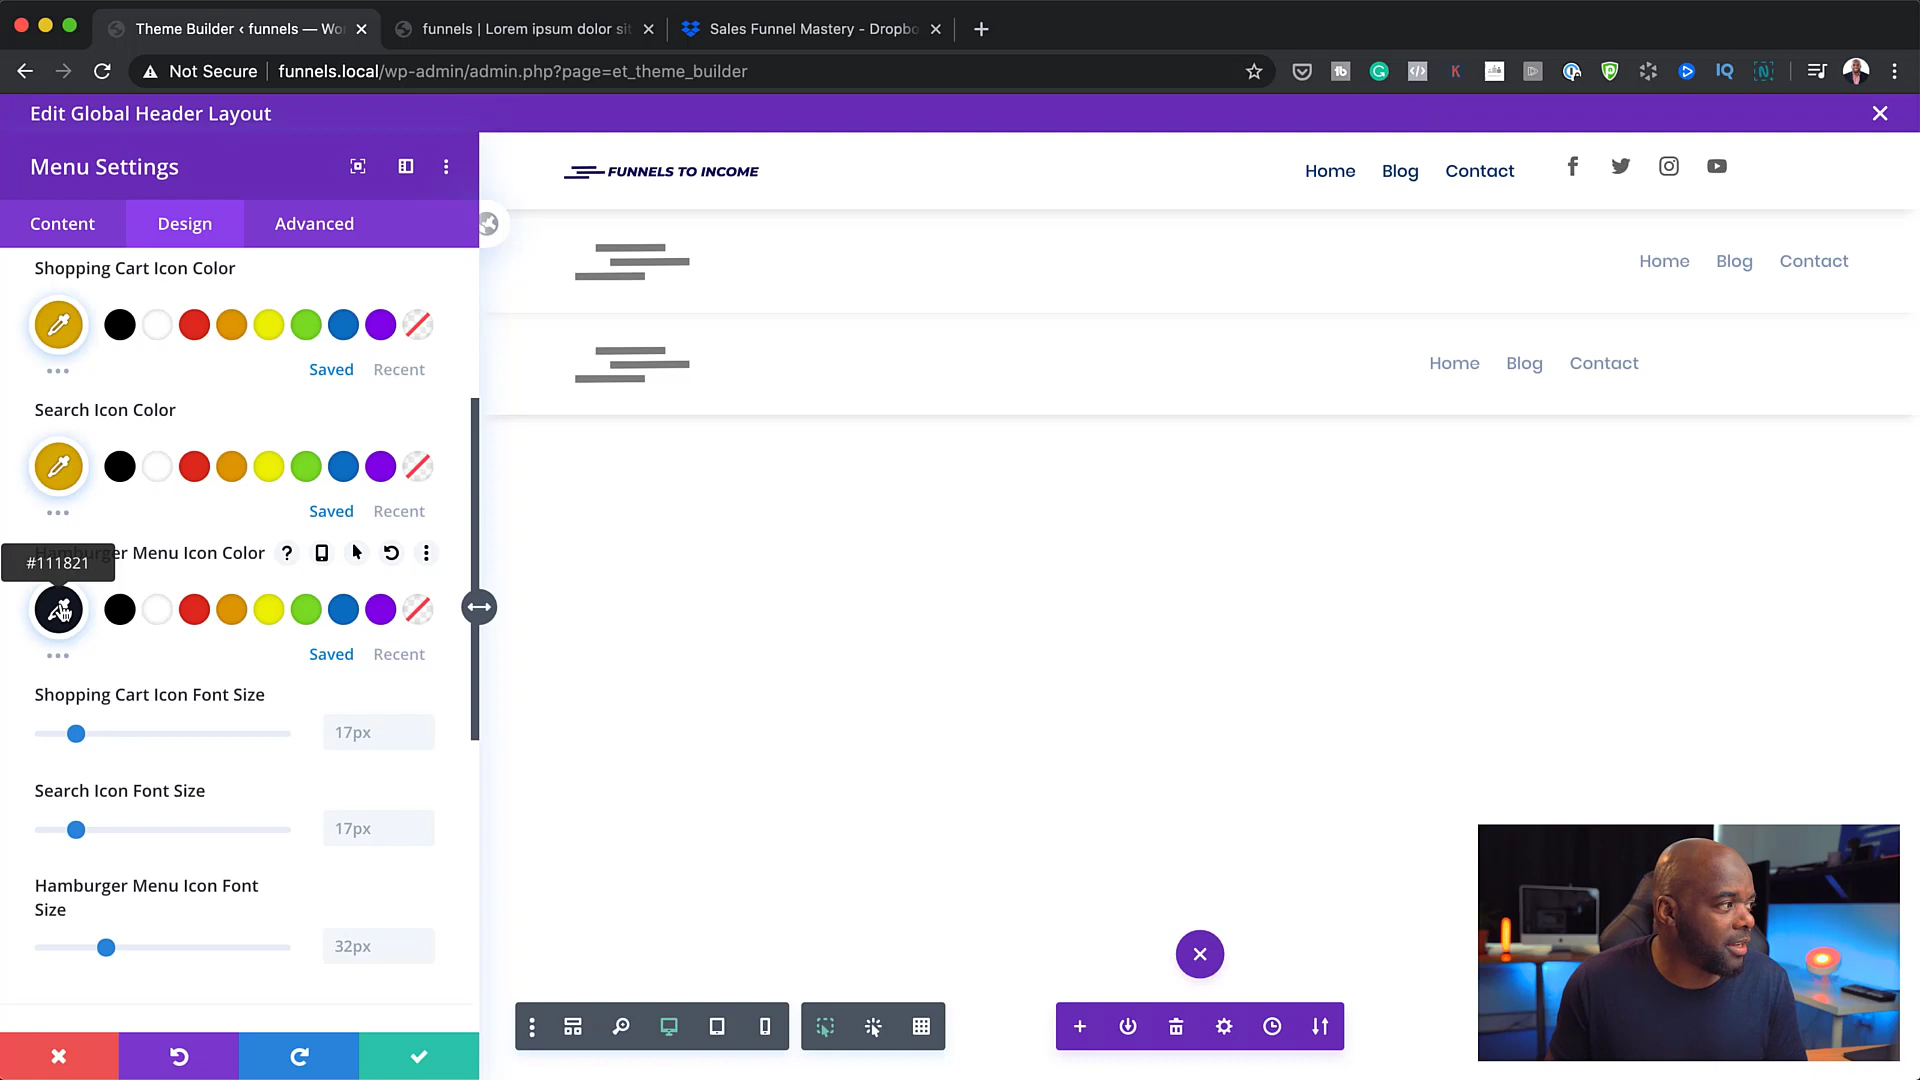 Theme Builder ‹ funnels — Wo
funnels | Lorem ipsum dolor sit
Sales Funnel Mastery - Dropbo
Not Secure
funnels.local/wp-admin/admin.php?page=et_theme_builder
Edit Global Header Layout
Menu Settings
Content
Design
Advanced
FUNNELS TO INCOME
Home
Blog
Contact
Home
Blog
Contact
Home
Blog
Contact
Shopping Cart Icon Color
Saved
Recent
Search Icon Color
Saved
Recent
Hamburger Menu Icon Color
#111821
Saved
Recent
Shopping Cart Icon Font Size
17px
Search Icon Font Size
17px
Hamburger Menu Icon Font
Size
32px